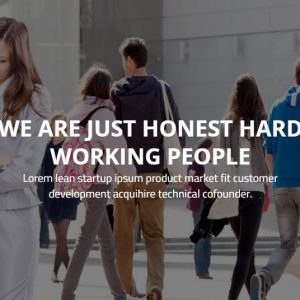 WE ARE JUST HONEST HARD
WORKING PEOPLE
Lorem lean startup ipsum product market fit customer
development acquihire technical cofounder.